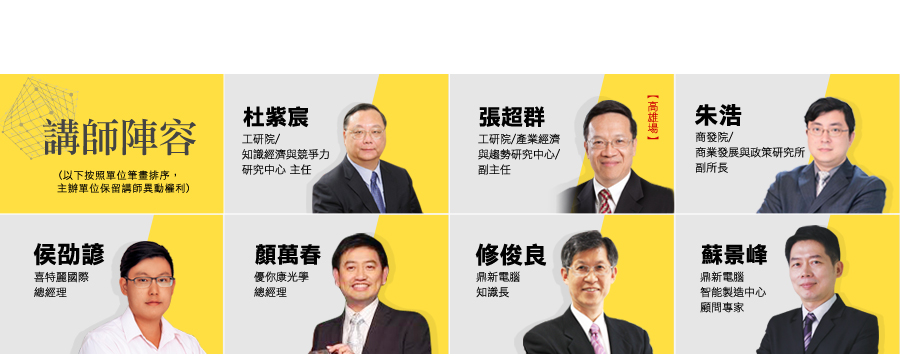 講師陣容
(以下按照單位筆畫排序，
主辦單位保留講師異動權利)
杜紫宸
工研院/
知識經濟與競爭力
研究中心 主任
張超群
工研院/產業經濟
與趨勢研究中心/
副主任
【高雄場】
朱浩
商發院/
商業發展與政策研究所
副所長
侯劭諺
喜特麗國際
總經理
顏萬春
優你康光學
總經理
修俊良
鼎新電腦
知識長
蘇景峰
鼎新電腦
智能製造中心
顧問專家